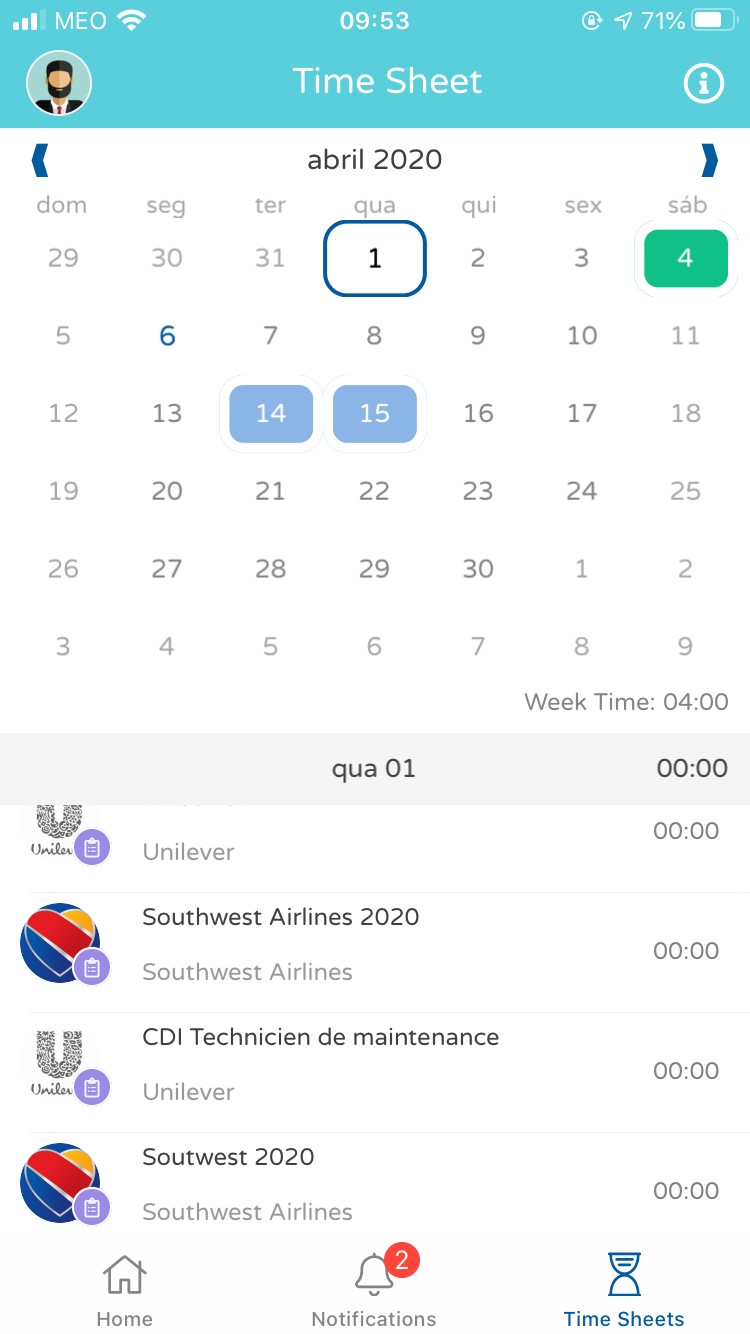 MEO 09:53 71%
Time Sheet
abril 2020
dom seg ter qua qui sex sáb
29 30 31 1 2 3 4
5 6 7 8 9 10 11
12 13 14 15 16 17 18
19 20 21 22 23 24 25
26 27 28 29 30 1 2
3 4 5 6 7 8 9
Week Time: 04:00
qua 01 00:00
00:00
Unilever
Southwest Airlines 2020
00:00
Southwest Airlines
CDI Technicien de maintenance
00:00
Unilever
Soutwest 2020
00:00
Southwest Airlines
2
Home Notifications Time Sheets